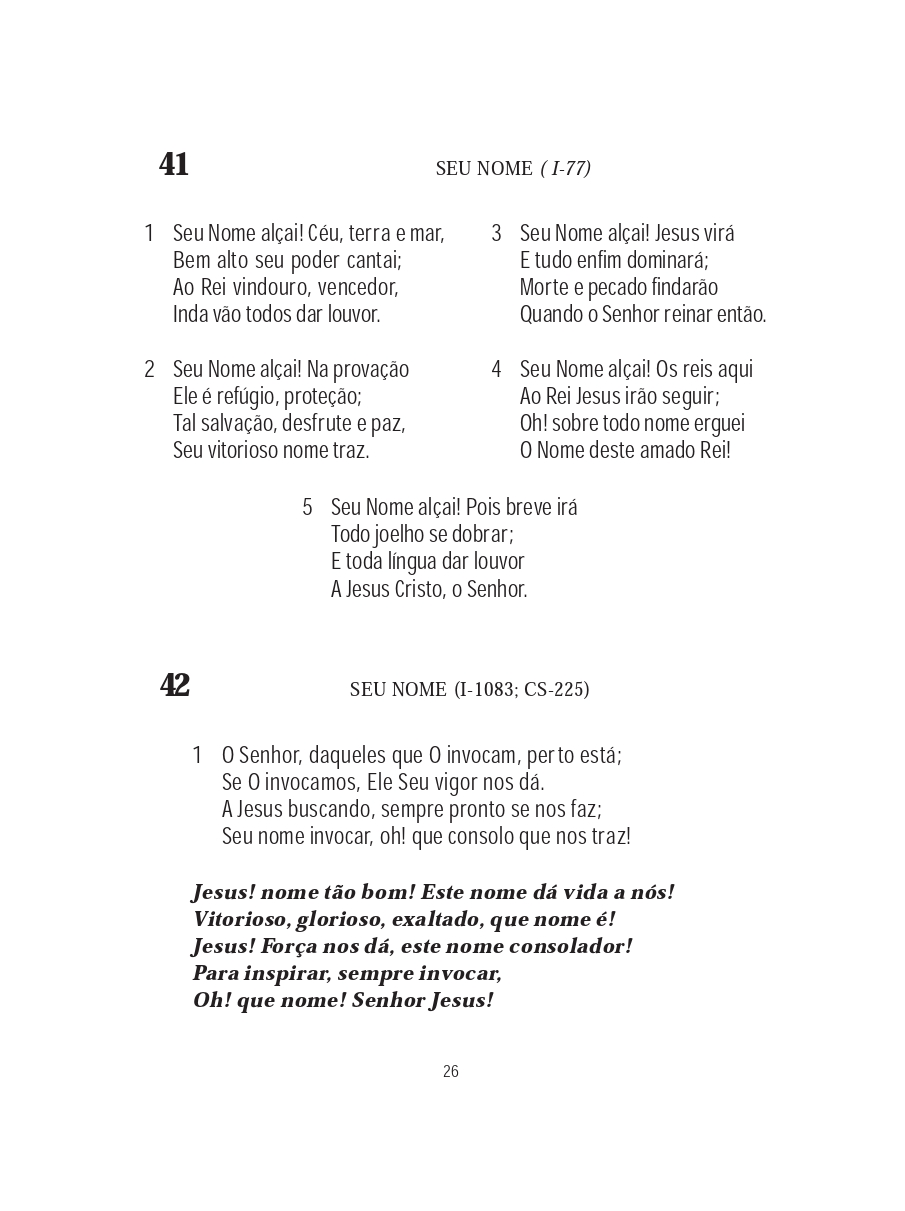 41 SEU NOME ( I-77)
1 Seu Nome alçai! Céu, terra e mar,
Bem alto seu poder cantai;
Ao Rei vindouro, vencedor,
Inda vão todos dar louvor.
2 Seu Nome alçai! Na provação
Ele é refúgio, proteção;
Tal salvação, desfrute e paz,
Seu vitorioso nome traz.
3 Seu Nome alçai! Jesus virá
E tudo enfim dominará;
Morte e pecado findarão
Quando o Senhor reinar então.
4 Seu Nome alçai! Os reis aqui
Ao Rei Jesus irão seguir;
Oh! sobre todo nome erguei
O Nome deste amado Rei!
5 Seu Nome alçai! Pois breve irá
Todo joelho se dobrar;
E toda língua dar louvor
A Jesus Cristo, o Senhor.
42 SEU NOME (I-1083; CS-225)
1 O Senhor, daqueles que O invocam, perto está;
Se O invocamos, Ele Seu vigor nos dá.
A Jesus buscando, sempre pronto se nos faz;
Seu nome invocar, oh! que consolo que nos traz!
Jesus! nome tão bom! Este nome dá vida a nós!
Vitorioso, glorioso, exaltado, que nome é!
Jesus! Força nos dá, este nome consolador!
Para inspirar, sempre invocar,
Oh! que nome! Senhor Jesus!
26